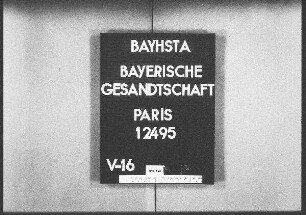 BAYHSTA
BAYERISCHE
GESANDTSCHAFT
PARIS
12495
V-16